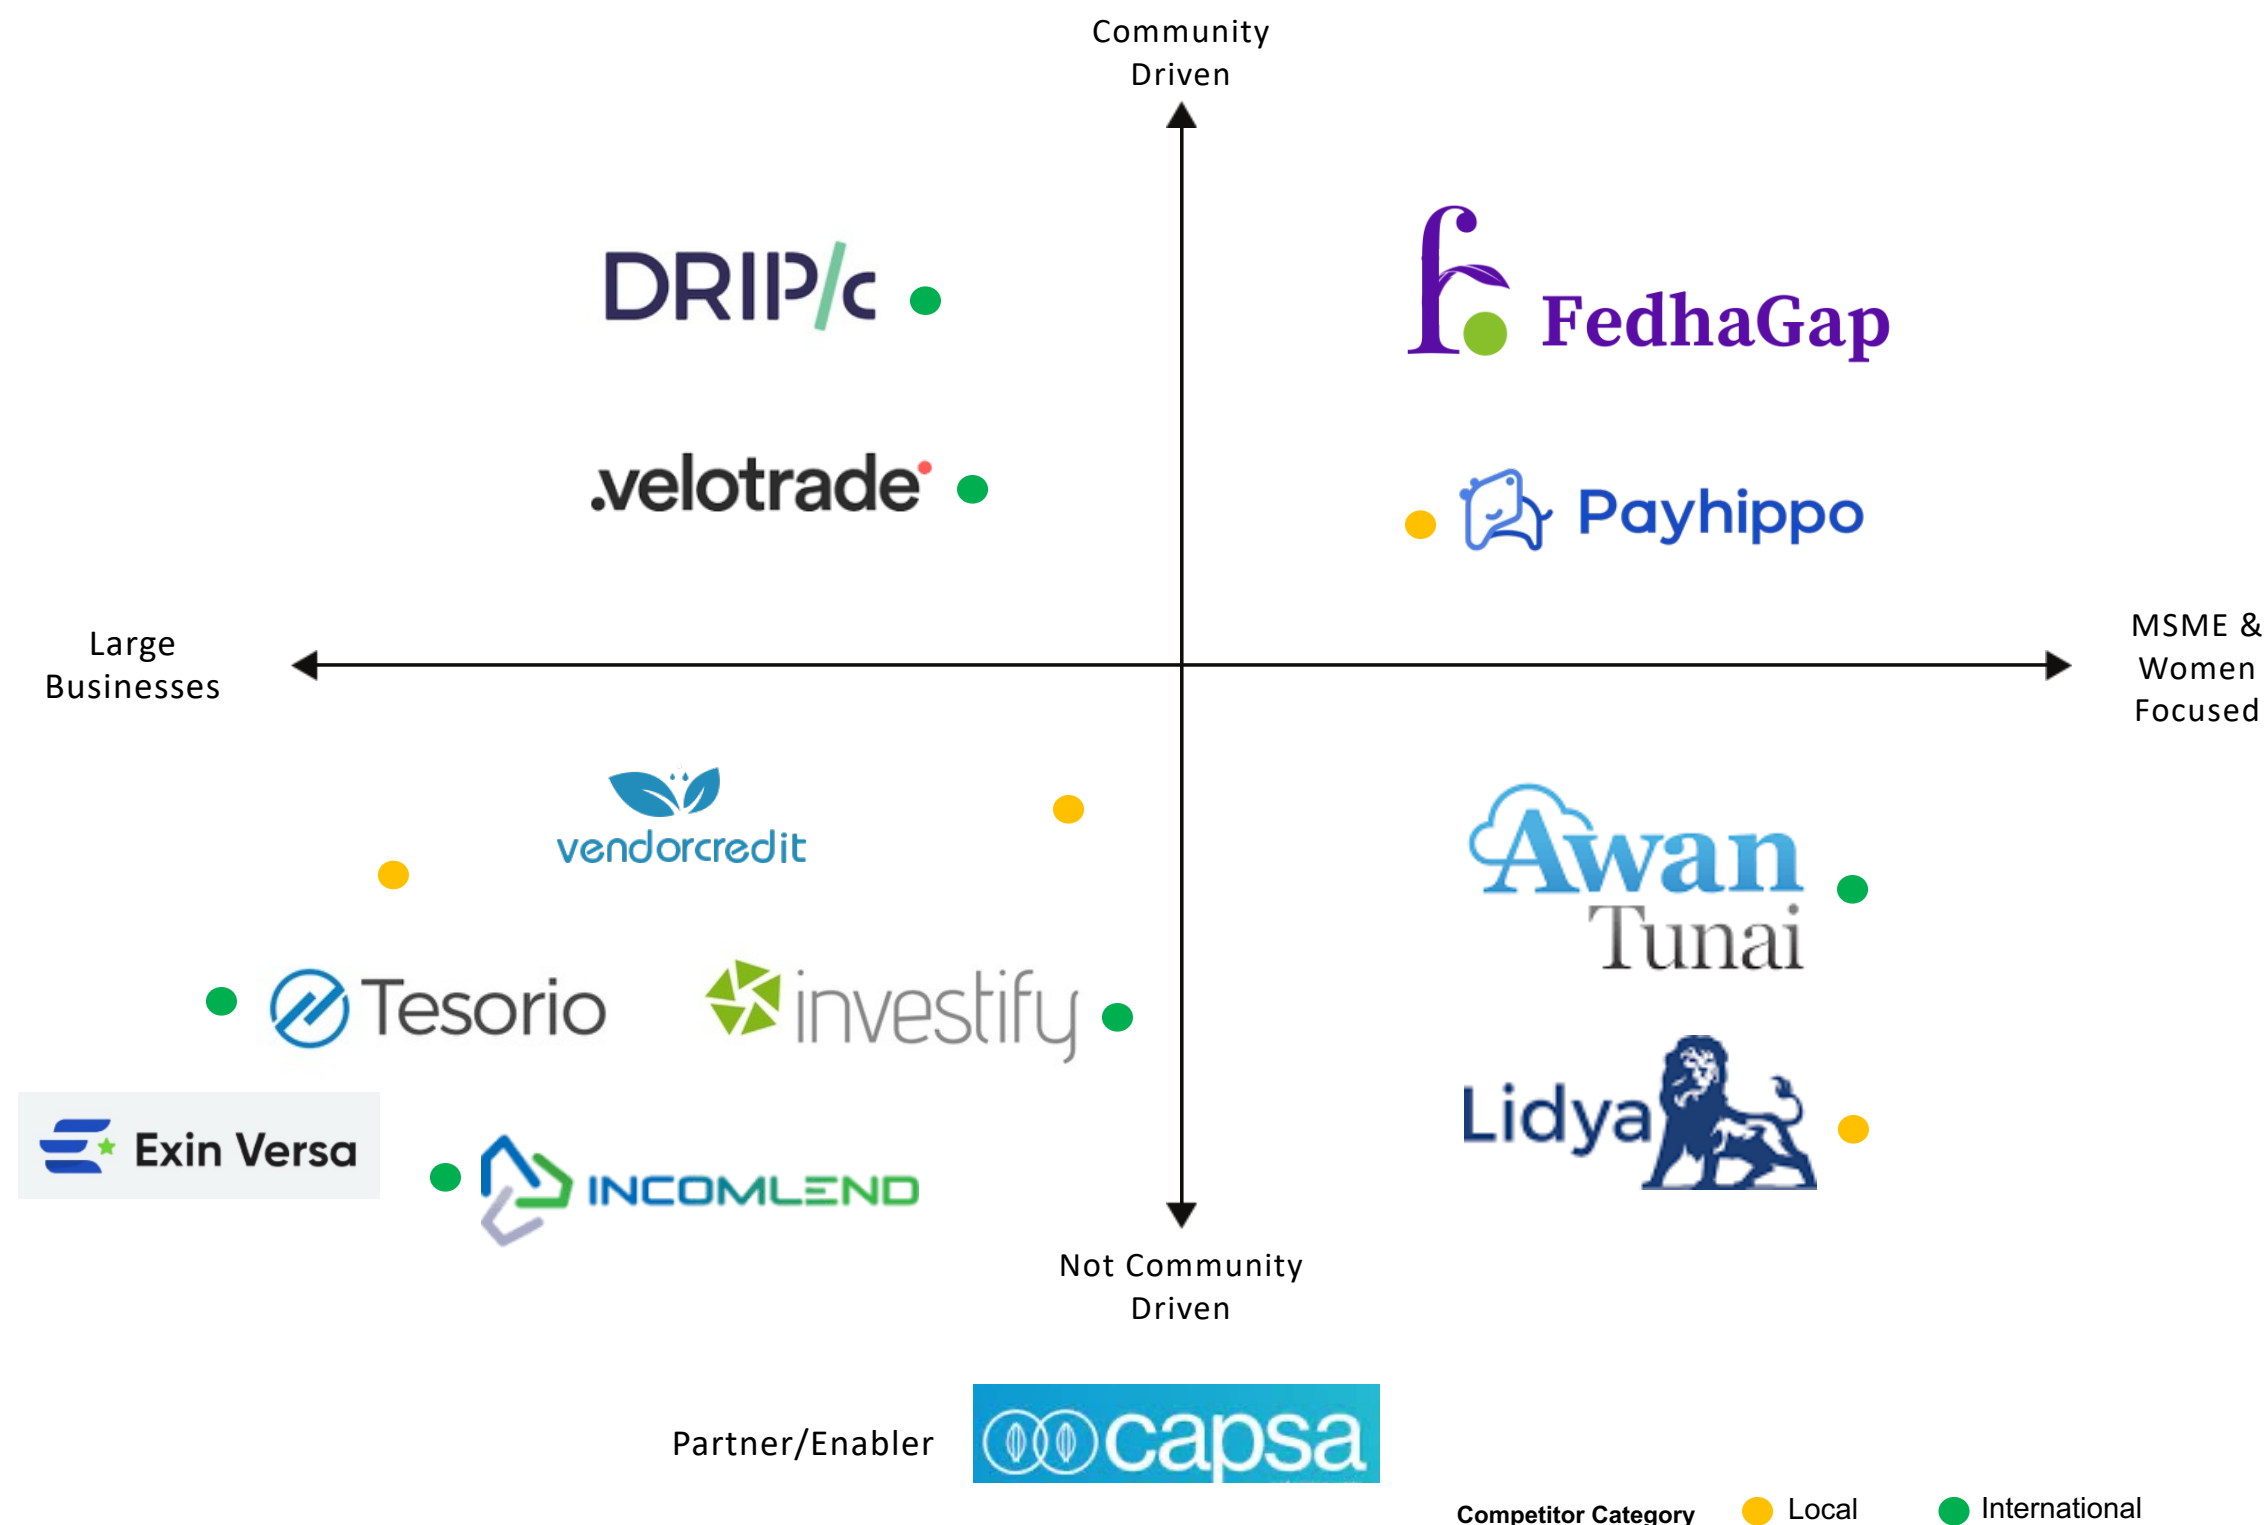 Community
Driven
DRIP/c
FedhaGap
.velotrade
Payhippo
Large
Businesses
MSME &
Women
Focused
vendorcredit
Awan
Tunai
Tesorio
investify
Lidya
Exin Versa
INCOMLEND
Not Community
Driven
Partner/Enabler
capsa
Competitor Category
Local
International